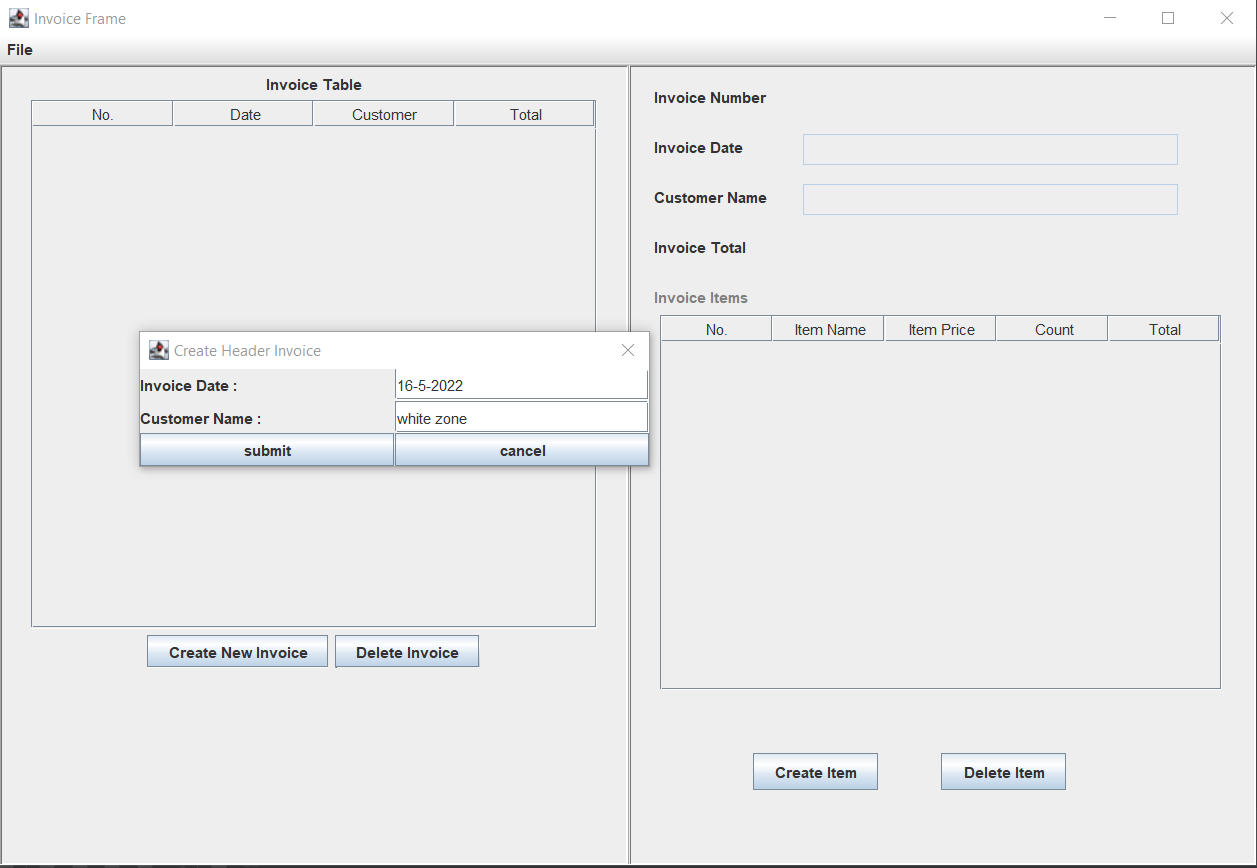 Invoice Frame
File
Invoice Table
No. Date Customer Total
Create Header Invoice
Invoice Date : 16-5-2022
Customer Name : white zone
submit cancel
Create New Invoice Delete Invoice
Invoice Number
Invoice Date
Customer Name
Invoice Total
Invoice Items
No. Item Name Item Price Count Total
Create Item Delete Item